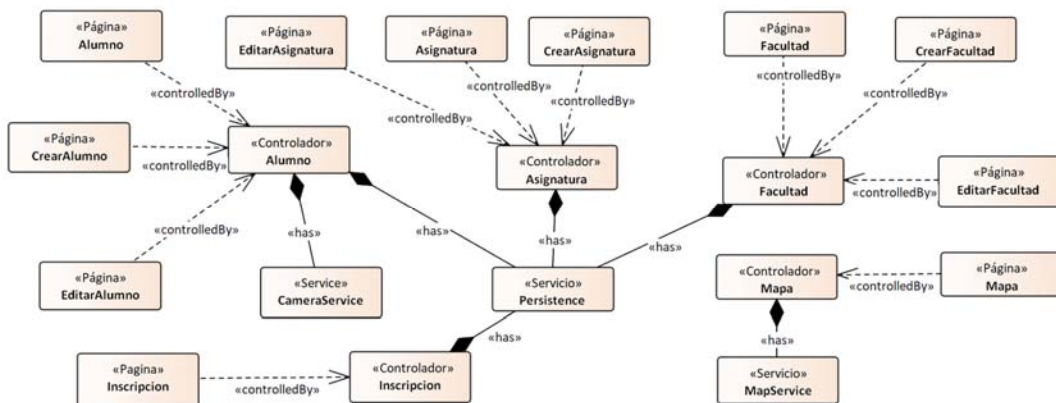 «Página»
Alumno
«Página»
EditarAsignatura
«Página»
Asignatura
«Página»
CrearAsignatura
«Página»
Facultad
«Página»
CrearFacultad
«controlledBy»
«controlledBy»
«controlledBy»
«controlledBy»
«controlledBy»
«controlledBy»
«Página»
CrearAlumno
«controlledBy»
«Controlador»
Alumno
«Controlador»
Asignatura
«Controlador»
Facultad
«controlledBy»
«Página»
EditarFacultad
«controlledBy»
«has»
«has»
«has»
«has»
«Página»
EditarAlumno
«Service»
CameraService
«Servicio»
Persistence
«Controlador»
Mapa
«controlledBy»
«Página»
Mapa
«has»
«has»
«Pagina»
Inscripcion
«controlledBy»
«Controlador»
Inscripcion
«Servicio»
MapService